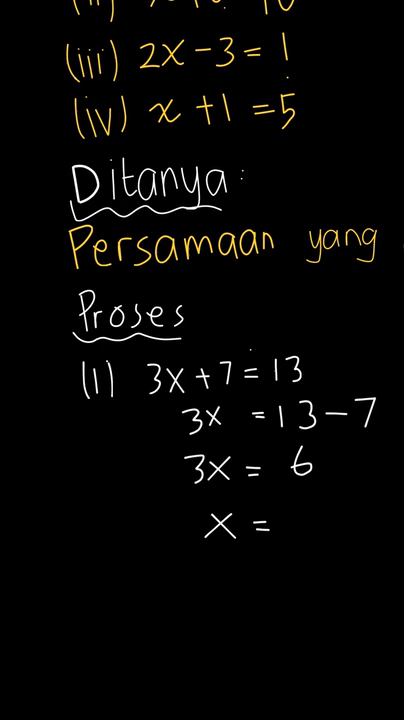 (iii) 2x - 3 = 1
(iv) x + 1 = 5
Ditanya:
Persamaan yang
Proses
(i) 3x + 7 = 13
3x = 13 - 7
3x = 6
x =